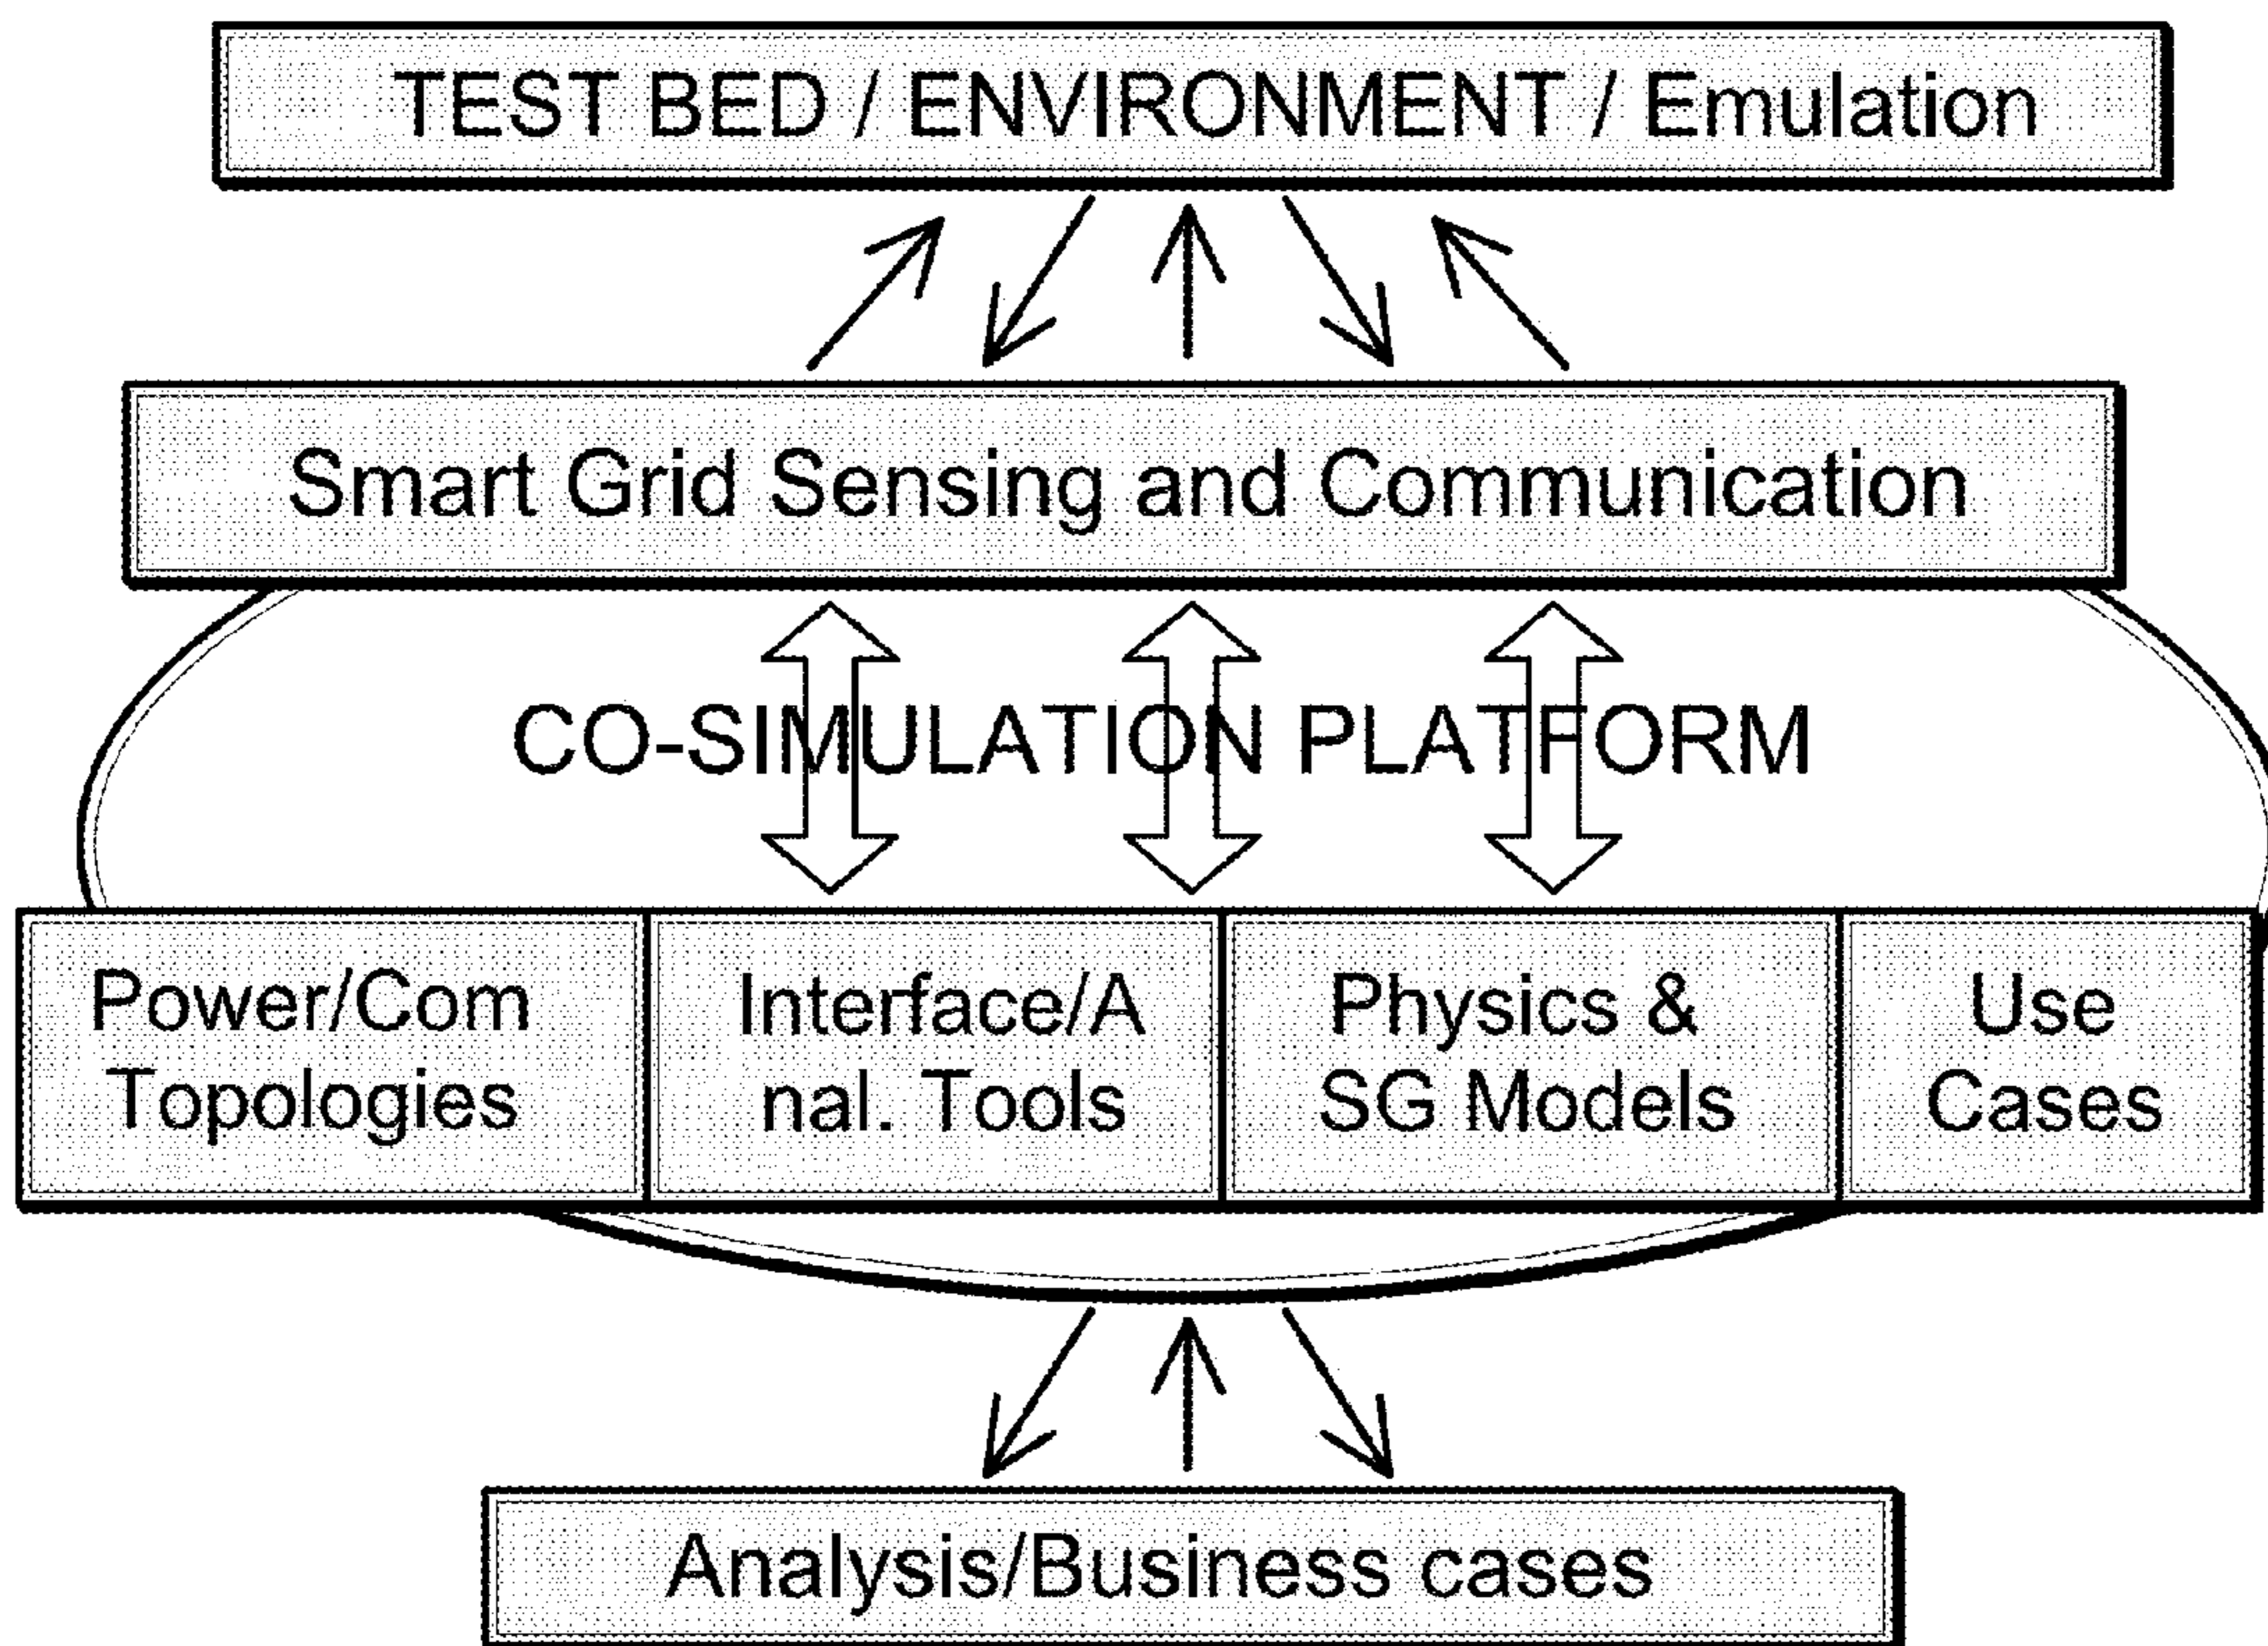 TEST BED / ENVIRONMENT / Emulation
Smart Grid Sensing and Communication
CO-SIMULATION PLATFORM
Power/Com
Topologies
Interface/A
nal. Tools
Physics &
SG Models
Use
Cases
Analysis/Business cases